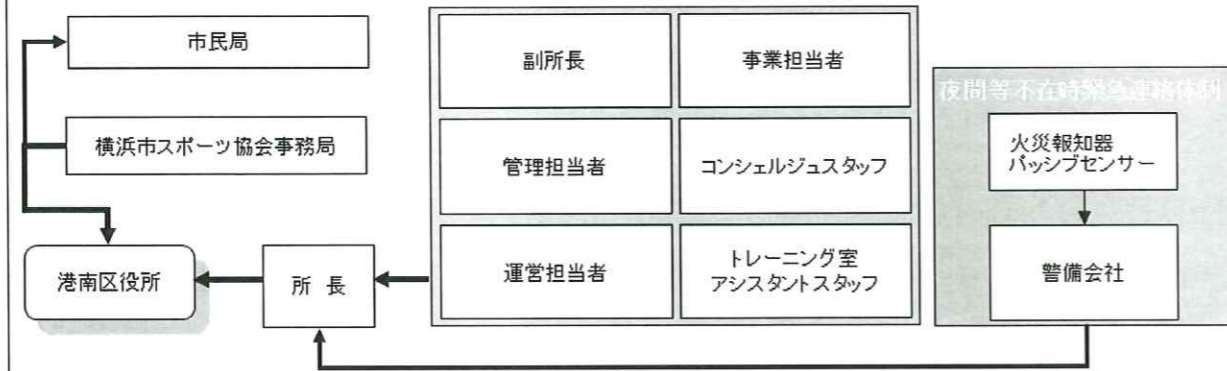 市民局
横浜市スポーツ協会事務局
港南区役所
所 長
副所長
事業担当者
管理担当者
コンシェルジュスタッフ
運営担当者
トレーニング室
アシスタントスタッフ
夜間等不在時緊急連絡体制
火災報知器
パッシブセンサー
警備会社